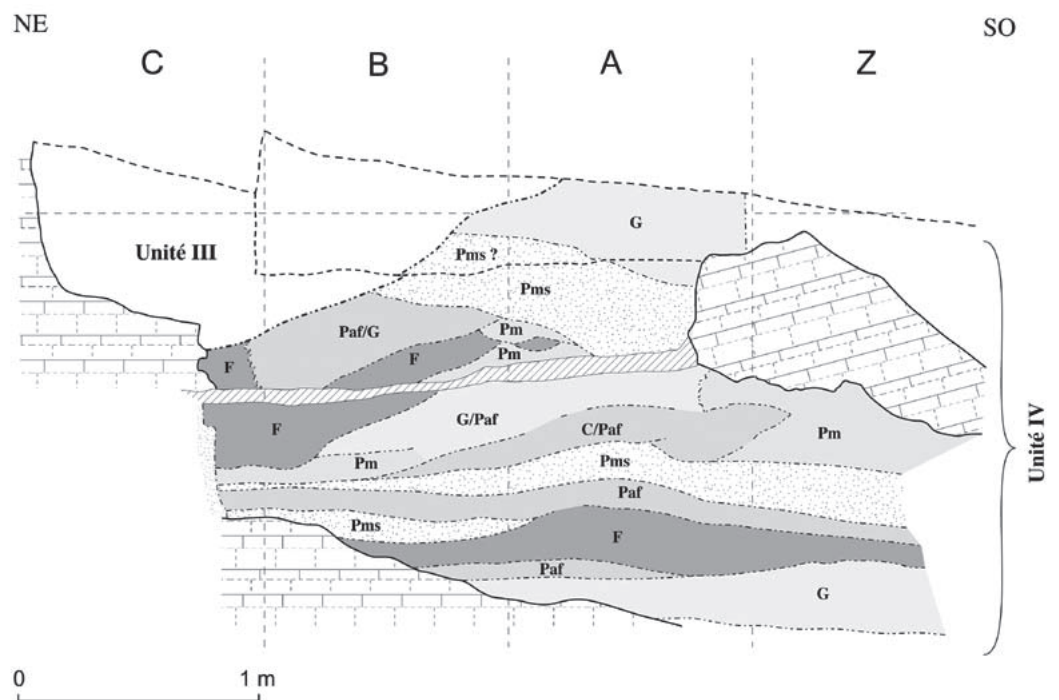 NE
SO
C
B
A
Z
G
Unité III
Pms ?
Pms
Paf/G
Pm
F
Pm
F
F
G/Paf
C/Paf
Pm
Pm
Pms
Paf
Pms
F
Paf
G
Unité IV
0
1 m